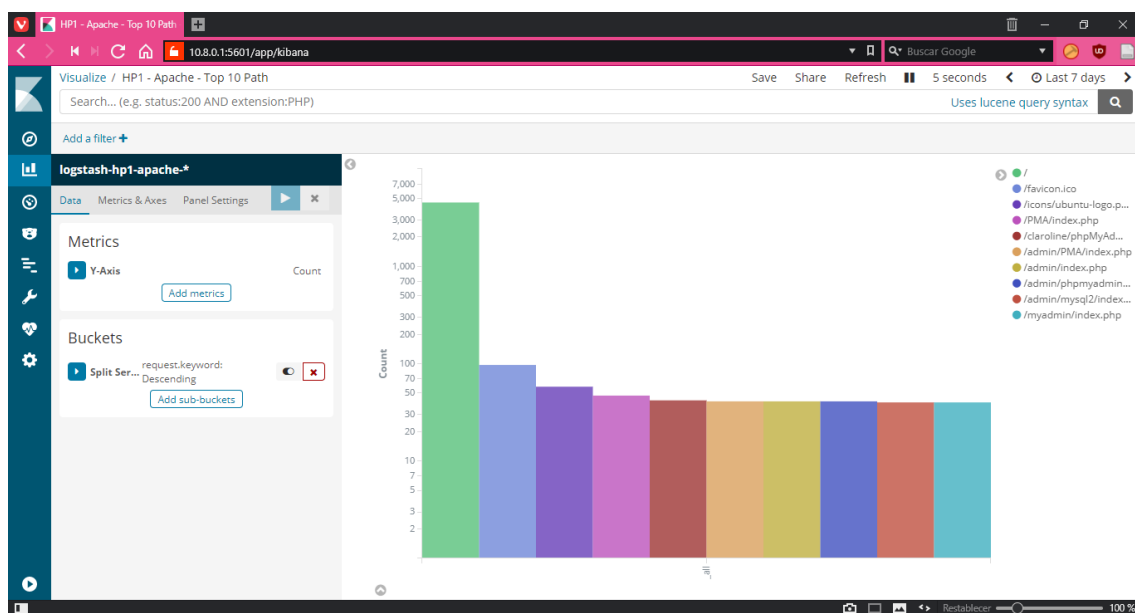 HP1 - Apache - Top 10 Path
10.8.0.1:5601/app/kibana
Buscar Google
Visualize / HP1 - Apache - Top 10 Path
Save Share Refresh 5 seconds Last 7 days
Search... (e.g. status:200 AND extension:PHP)
Uses lucene query syntax
Add a filter +
logstash-hp1-apache-*
Data Metrics & Axes Panel Settings
Metrics
Y-Axis Count
Add metrics
Buckets
Split Ser... request.keyword:
Descending
Add sub-buckets
Count
7,000
5,000
3,000
2,000
1,000
700
500
300
200
100
70
50
30
20
10
7
5
3
2
_all
/
/favicon.ico
/icons/ubuntu-logo.p...
/PMA/index.php
/claroline/phpMyAd...
/admin/PMA/index.php
/admin/index.php
/admin/phpmyadmin...
/admin/mysql2/index...
/myadmin/index.php
Restablecer 100 %